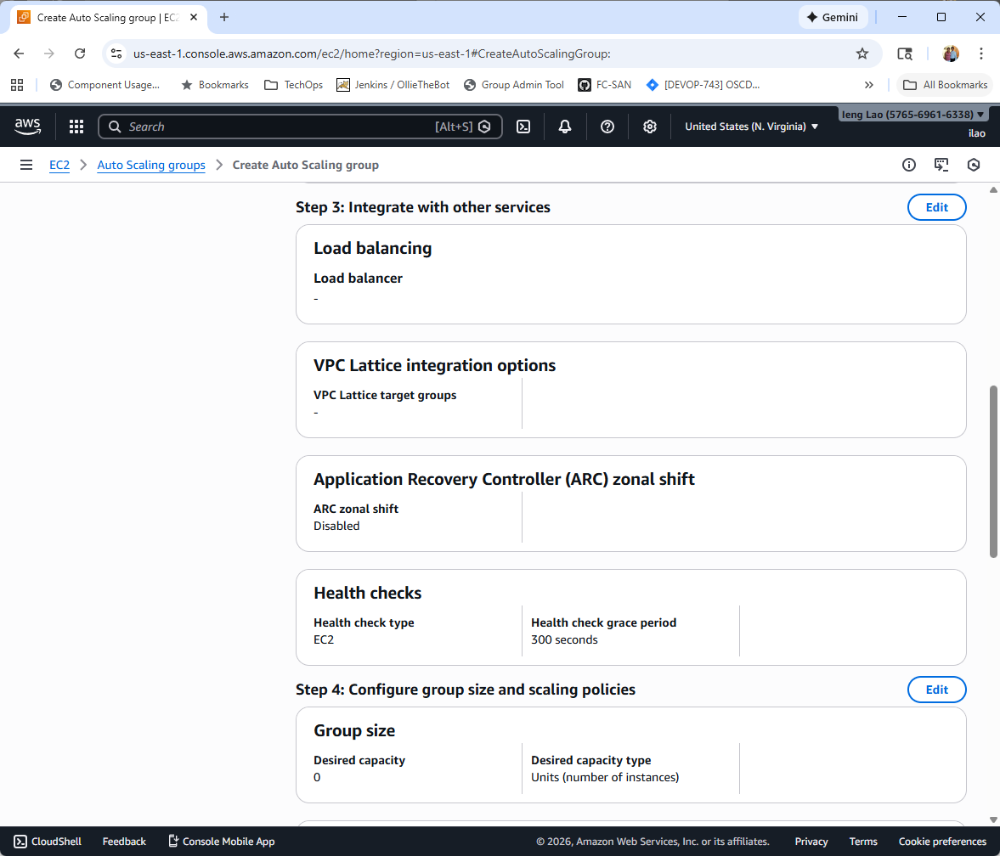 Create Auto Scaling group | EC2
Gemini
us-east-1.console.aws.amazon.com/ec2/home?region=us-east-1#CreateAutoScalingGroup:
Component Usage...
Bookmarks
TechOps
Jenkins / OllieTheBot
Group Admin Tool
FC-SAN
[DEVOP-743] OSCD...
All Bookmarks
aws
Search
[Alt+S]
United States (N. Virginia)
Ieng Lao (5765-6961-6338)
ilao
EC2
Auto Scaling groups
Create Auto Scaling group
Step 3: Integrate with other services
Edit
Load balancing
Load balancer
-
VPC Lattice integration options
VPC Lattice target groups
-
Application Recovery Controller (ARC) zonal shift
ARC zonal shift
Disabled
Health checks
Health check type
EC2
Health check grace period
300 seconds
Step 4: Configure group size and scaling policies
Edit
Group size
Desired capacity
0
Desired capacity type
Units (number of instances)
CloudShell
Feedback
Console Mobile App
© 2026, Amazon Web Services, Inc. or its affiliates.
Privacy
Terms
Cookie preferences